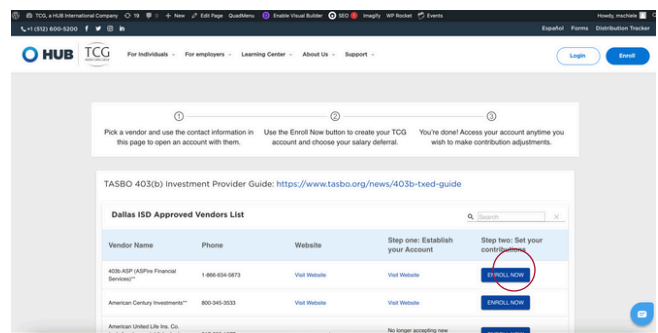 TCG, a HUB International Company 19 0 + New Edit Page QuadMenu Enable Visual Builder SEO Imagify WP Rocket Events Howdy, mschiele
+1 (512) 600-5200 Español Forms Distribution Tracker
HUB TCG For Individuals For employers Learning Center About Us Support Login Enroll
1 2 3
Pick a vendor and use the contact information in Use the Enroll Now button to create your TCG You're done! Access your account anytime you
this page to open an account with them. account and choose your salary deferral. wish to make contribution adjustments.
TASBO 403(b) Investment Provider Guide: https://www.tasbo.org/news/403b-txed-guide
Dallas ISD Approved Vendors List Search
Vendor Name Phone Website Step one: Establish your Account Step two: Set your contributions
403b ASP (ASPire Financial
Services)** 1-866-634-5873 Visit Website Visit Website ENROLL NOW
American Century Investments** 800-345-3533 Visit Website Visit Website ENROLL NOW
American United Life Ins. Co.
No longer accepting new